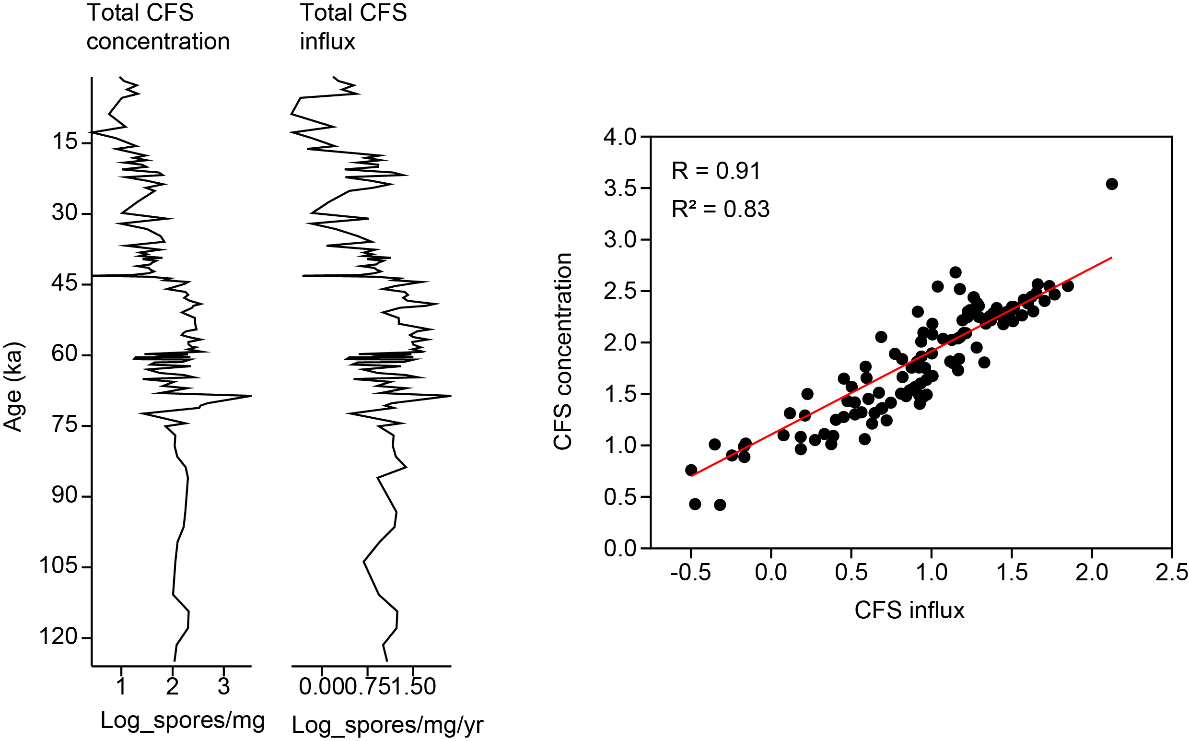 Total CFS
concentration
Total CFS
influx
Age (ka)
15
30
45
60
75
90
105
120
1 2 3
Log_spores/mg
0.000.751.50
Log_spores/mg/yr
R = 0.91
R² = 0.83
CFS concentration
4.0
3.5
3.0
2.5
2.0
1.5
1.0
0.5
0.0
-0.5 0.0 0.5 1.0 1.5 2.0 2.5
CFS influx